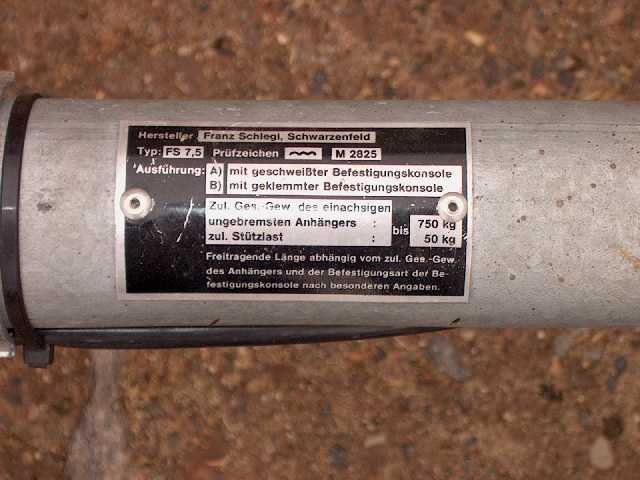 Hersteller Franz Schlegl, Schwarzenfeld
Typ: FS 7,5 Prüfzeichen M 2825
Ausführung: A) mit geschweißter Befestigungskonsole
B) mit geklemmter Befestigungskonsole
Zul. Ges.-Gew. des einachsigen
ungebremsten Anhängers : bis 750 kg
zul. Stützlast : 50 kg
Freitragende Länge abhängig vom zul. Ges.-Gew.
des Anhängers und der Befestigungsart der Be-
festigungskonsole nach besonderen Angaben.